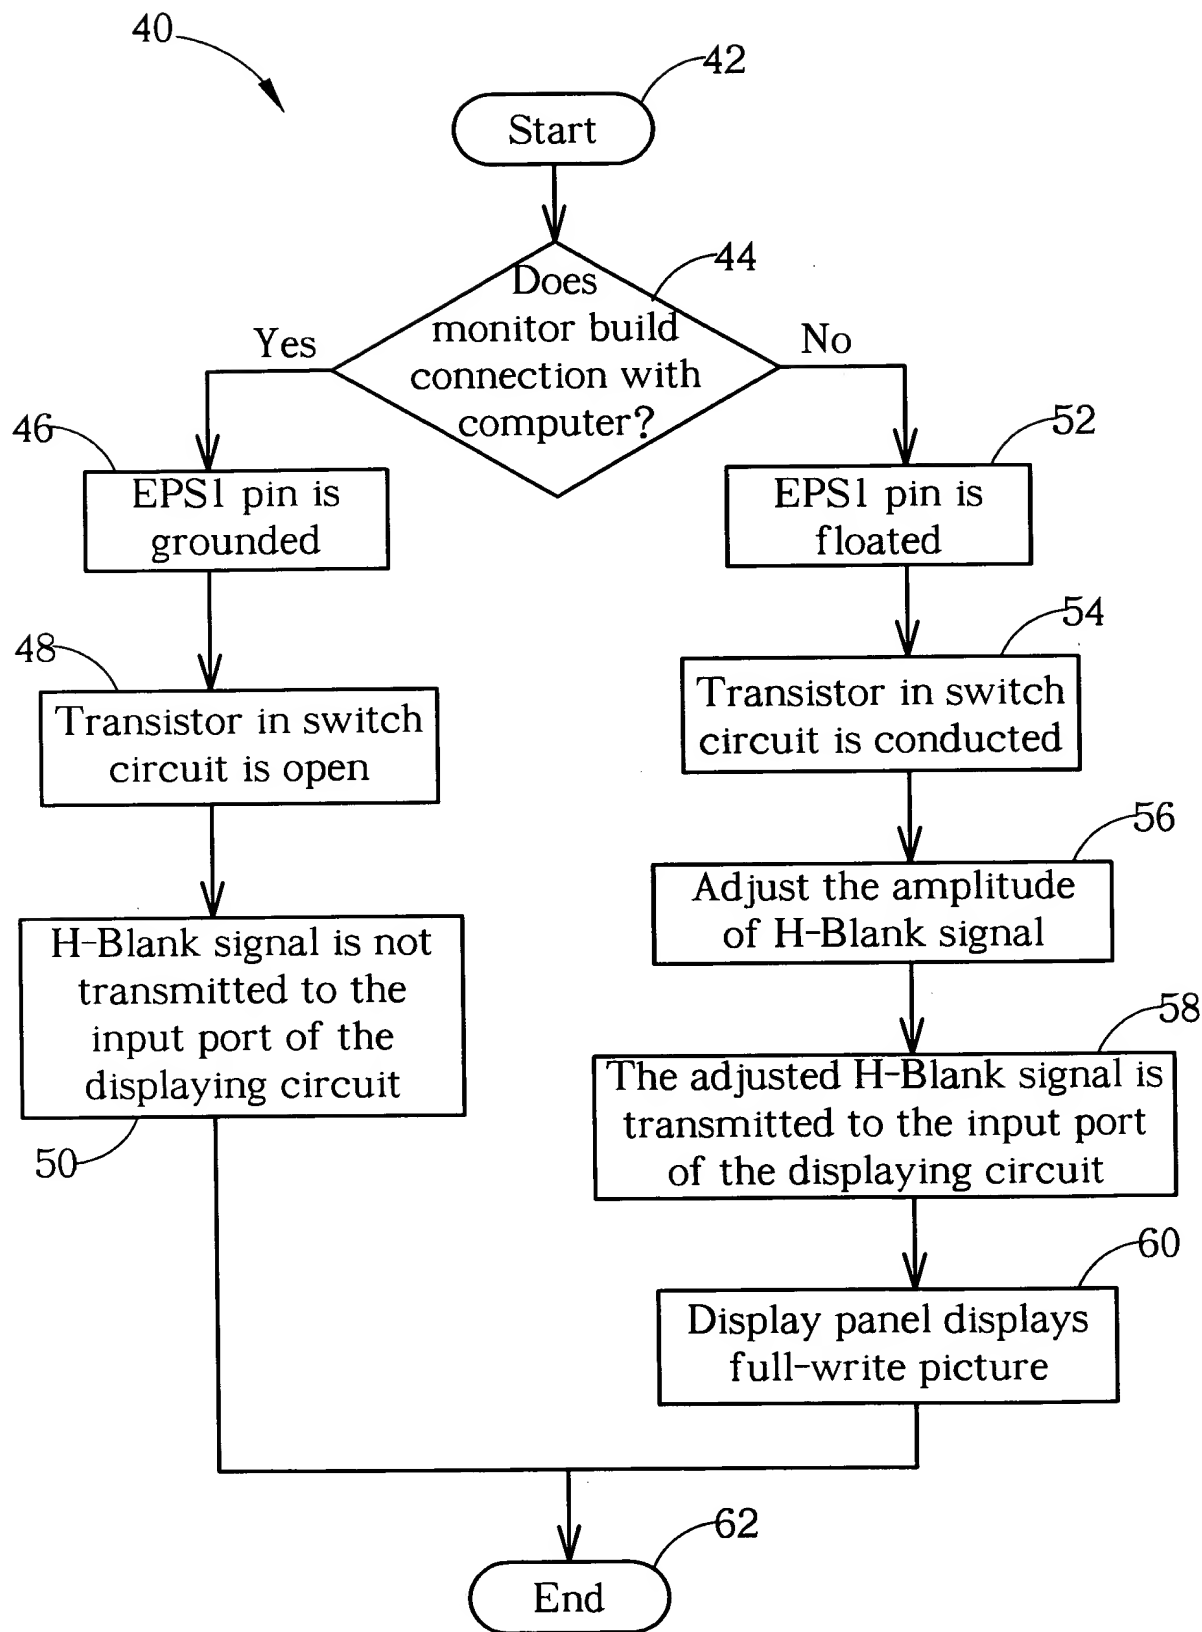 40
42
Start
44
Does
monitor build
connection with
computer?
Yes
No
46
EPS1 pin is
grounded
52
EPS1 pin is
floated
48
Transistor in switch
circuit is open
54
Transistor in switch
circuit is conducted
56
Adjust the amplitude
of H-Blank signal
H-Blank signal is not
transmitted to the
input port of the
displaying circuit
50
58
The adjusted H-Blank signal is
transmitted to the input port
of the displaying circuit
60
Display panel displays
full-write picture
62
End